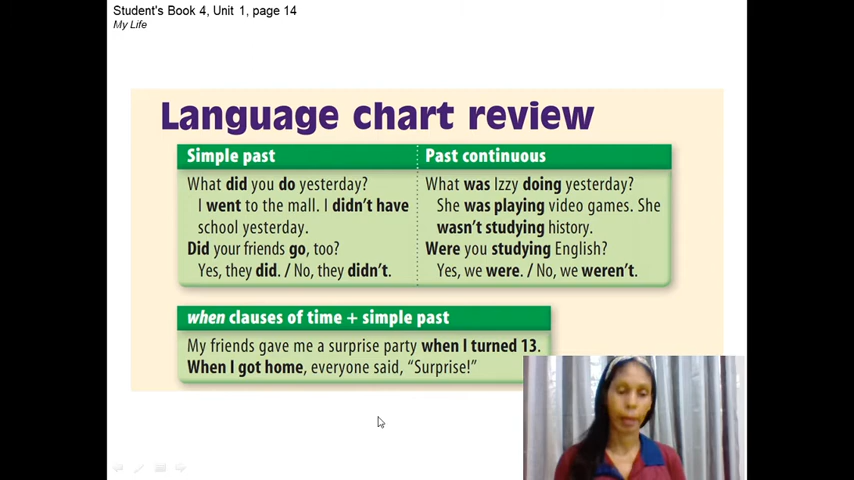 Student's Book 4, Unit 1, page 14
My Life
Language chart review
Simple past
What did you do yesterday?
I went to the mall. I didn't have
school yesterday.
Did your friends go, too?
Yes, they did. / No, they didn't.
Past continuous
What was Izzy doing yesterday?
She was playing video games. She
wasn't studying history.
Were you studying English?
Yes, we were. / No, we weren't.
when clauses of time + simple past
My friends gave me a surprise party when I turned 13.
When I got home, everyone said, “Surprise!”